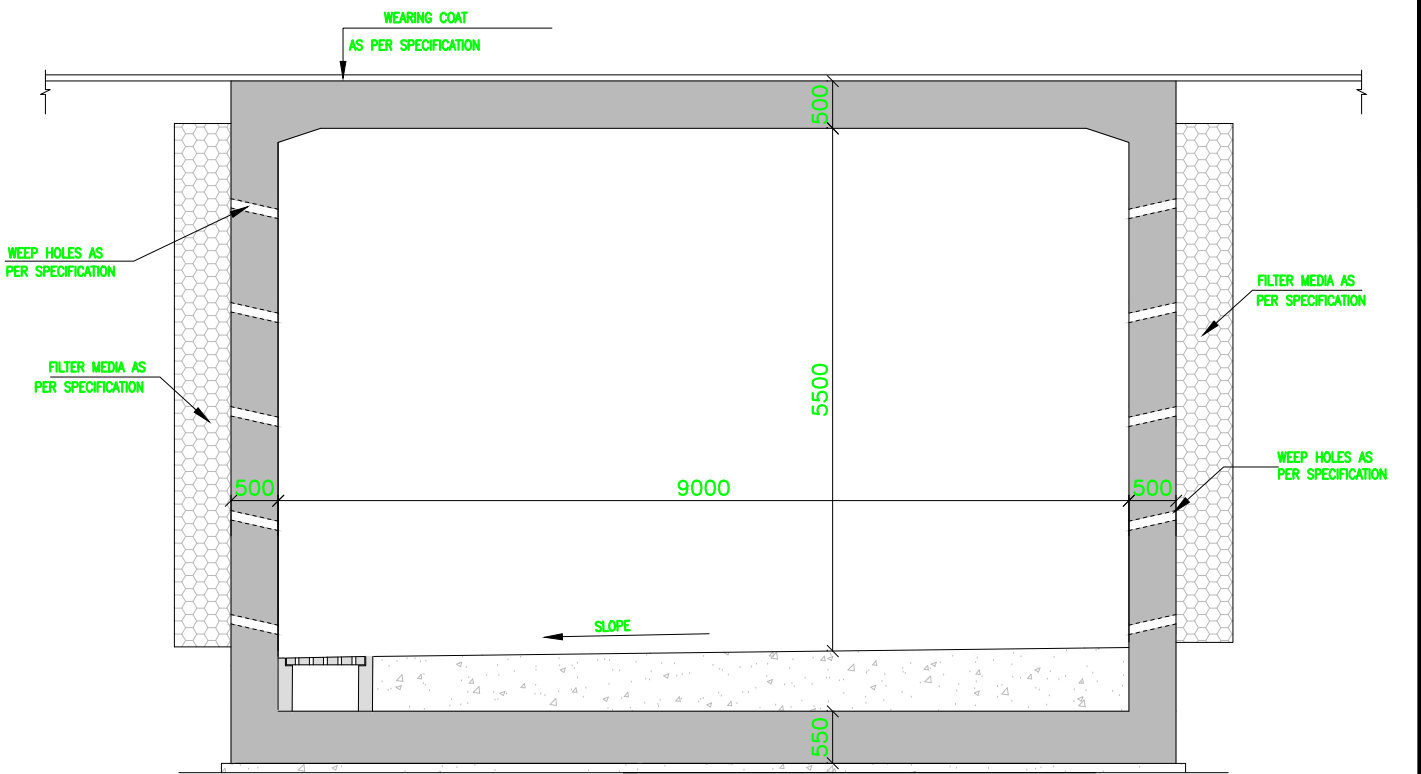 WEARING COAT
AS PER SPECIFICATION
500
WEEP HOLES AS
PER SPECIFICATION
FILTER MEDIA AS
PER SPECIFICATION
FILTER MEDIA AS
PER SPECIFICATION
5500
WEEP HOLES AS
PER SPECIFICATION
500
9000
500
SLOPE
550